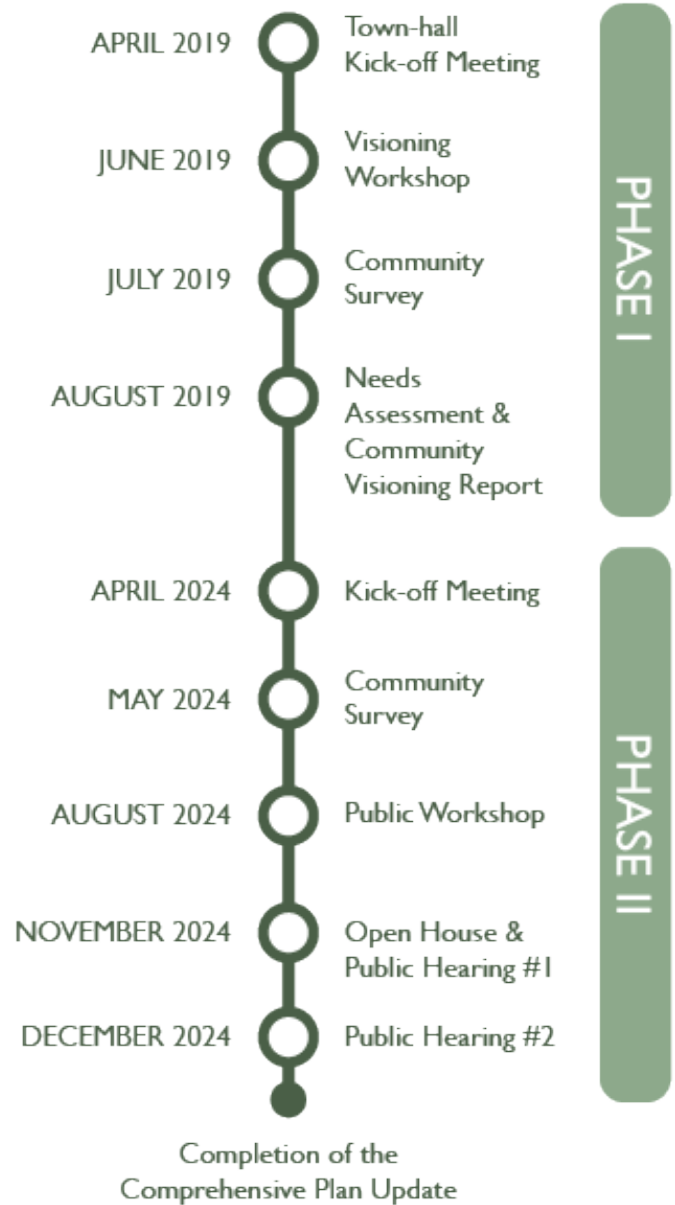 APRIL 2019
Town-hall
Kick-off Meeting
JUNE 2019
Visioning
Workshop
JULY 2019
Community
Survey
AUGUST 2019
Needs
Assessment &
Community
Visioning Report
PHASE I
APRIL 2024
Kick-off Meeting
MAY 2024
Community
Survey
AUGUST 2024
Public Workshop
NOVEMBER 2024
Open House &
Public Hearing #1
DECEMBER 2024
Public Hearing #2
PHASE II
Completion of the
Comprehensive Plan Update